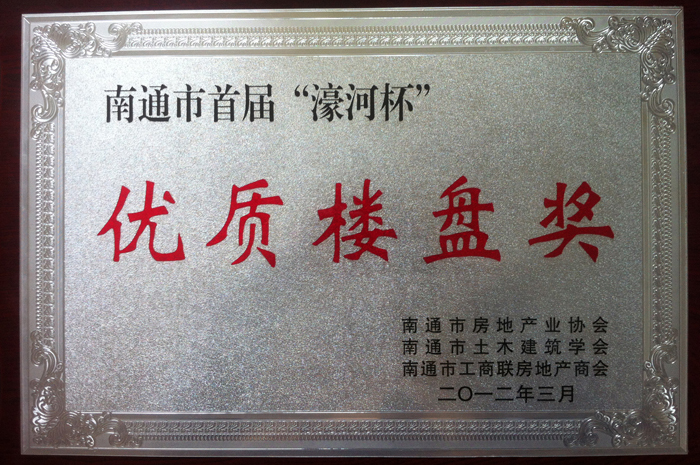 南通市首届“濠河杯”
优质楼盘奖
南通市房地产业协会
南通市土木建筑学会
南通市工商联房地产商会
二〇一二年三月